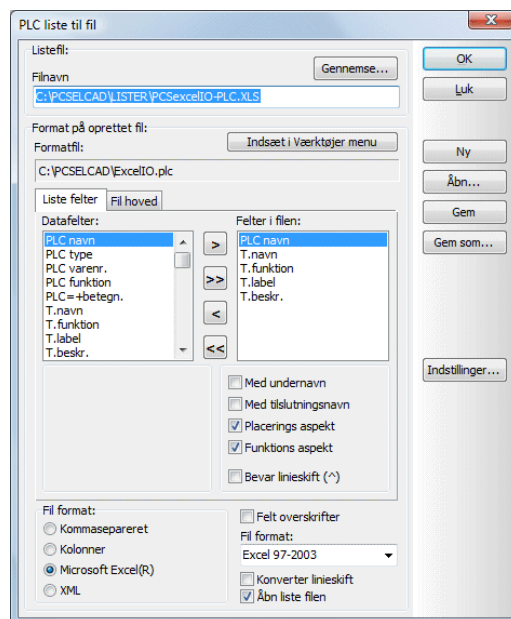 PLC liste til fil
Listefil:
Filnavn
Gennemse...
C:\PCSELCAD\LISTER\PCSexcelIO-PLC.XLS
OK
Luk
Format på oprettet fil:
Formatfil:
Indsæt i Værktøjer menu
C:\PCSELCAD\ExcelIO.plc
Ny
Åbn...
Gem
Gem som...
Indstillinger...
Liste felter
Fil hoved
Datafelter:
PLC navn
PLC type
PLC varenr.
PLC funktion
PLC=+betegn.
T.navn
T.funktion
T.label
T.beskr.
>
>>
<
<<
Felter i filen:
PLC navn
T.navn
T.funktion
T.label
T.beskr.
Med undernavn
Med tilslutningsnavn
Placerings aspekt
Funktions aspekt
Bevar linieskift (^)
Fil format:
Kommasepareret
Kolonner
Microsoft Excel(R)
XML
Felt overskrifter
Fil format:
Excel 97-2003
Konverter linieskift
Åbn liste filen